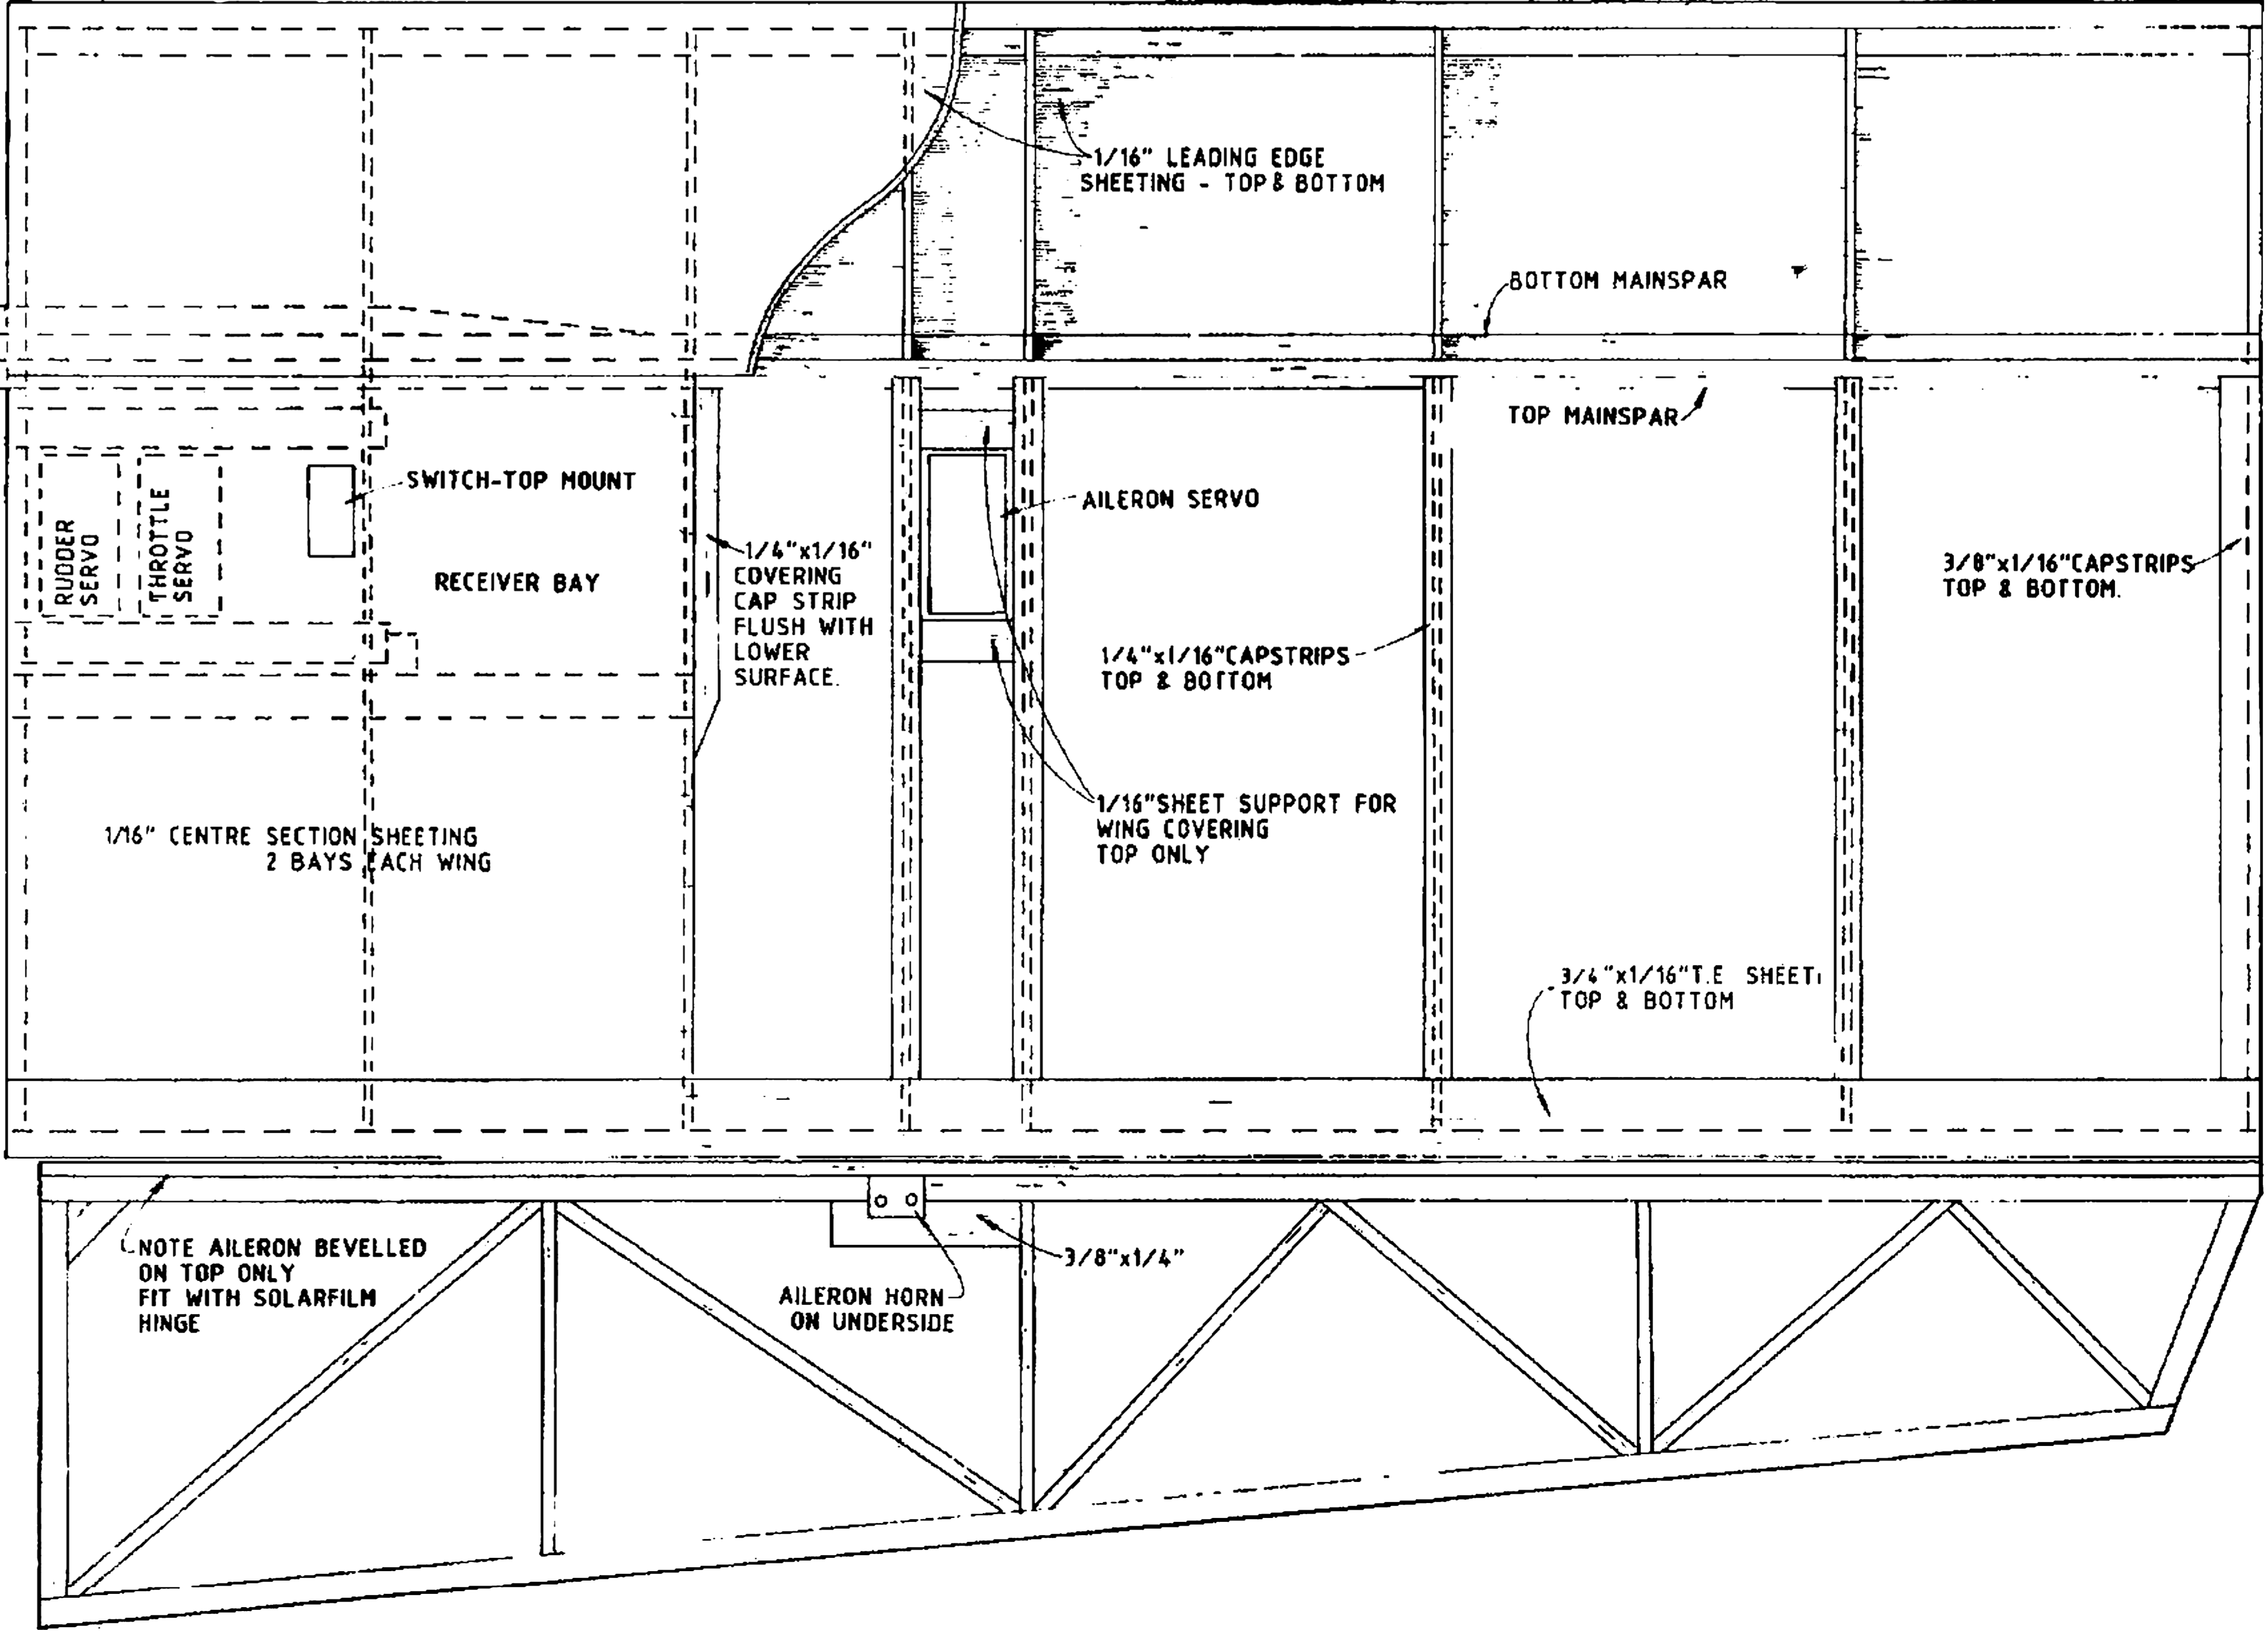 1/16" LEADING EDGE
SHEETING - TOP & BOTTOM
BOTTOM MAINSPAR
TOP MAINSPAR
SWITCH-TOP MOUNT
AILERON SERVO
RUDDER
SERVO
THROTTLE
SERVO
RECEIVER BAY
1/4"x1/16"
COVERING
CAP STRIP
FLUSH WITH
LOWER
SURFACE.
3/8"x1/16"CAPSTRIPS
TOP & BOTTOM.
1/4"x1/16"CAPSTRIPS
TOP & BOTTOM
1/16"SHEET SUPPORT FOR
WING COVERING
TOP ONLY
1/16" CENTRE SECTION SHEETING
2 BAYS EACH WING
3/4"x1/16"T.E SHEET
TOP & BOTTOM
NOTE AILERON BEVELLED
ON TOP ONLY
FIT WITH SOLARFILM
HINGE
AILERON HORN
ON UNDERSIDE
3/8"x1/4"